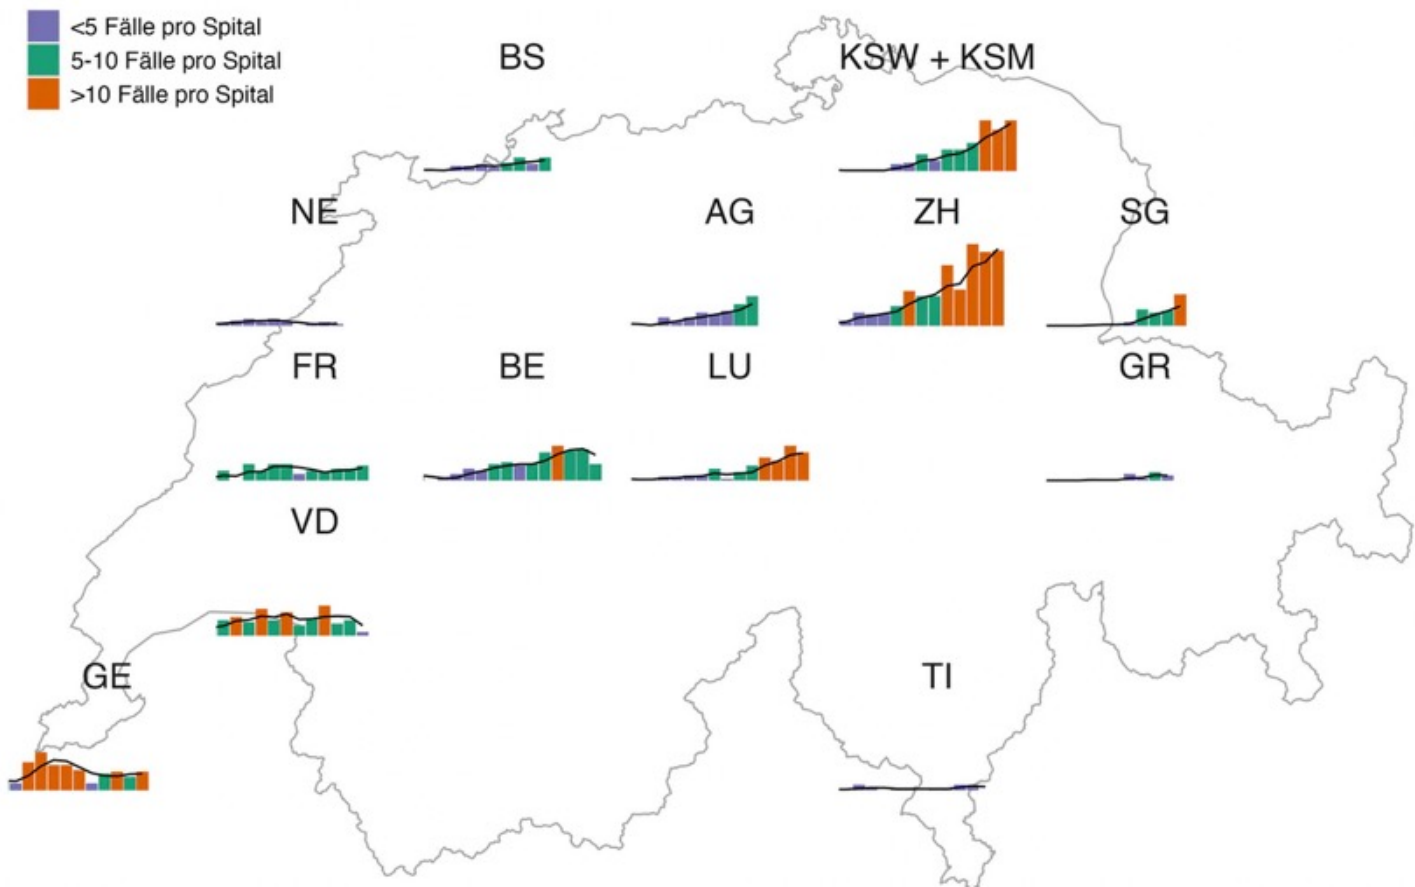 <5 Fälle pro Spital
5-10 Fälle pro Spital
>10 Fälle pro Spital
BS
KSW + KSM
NE
AG
ZH
SG
FR
BE
LU
GR
VD
GE
TI